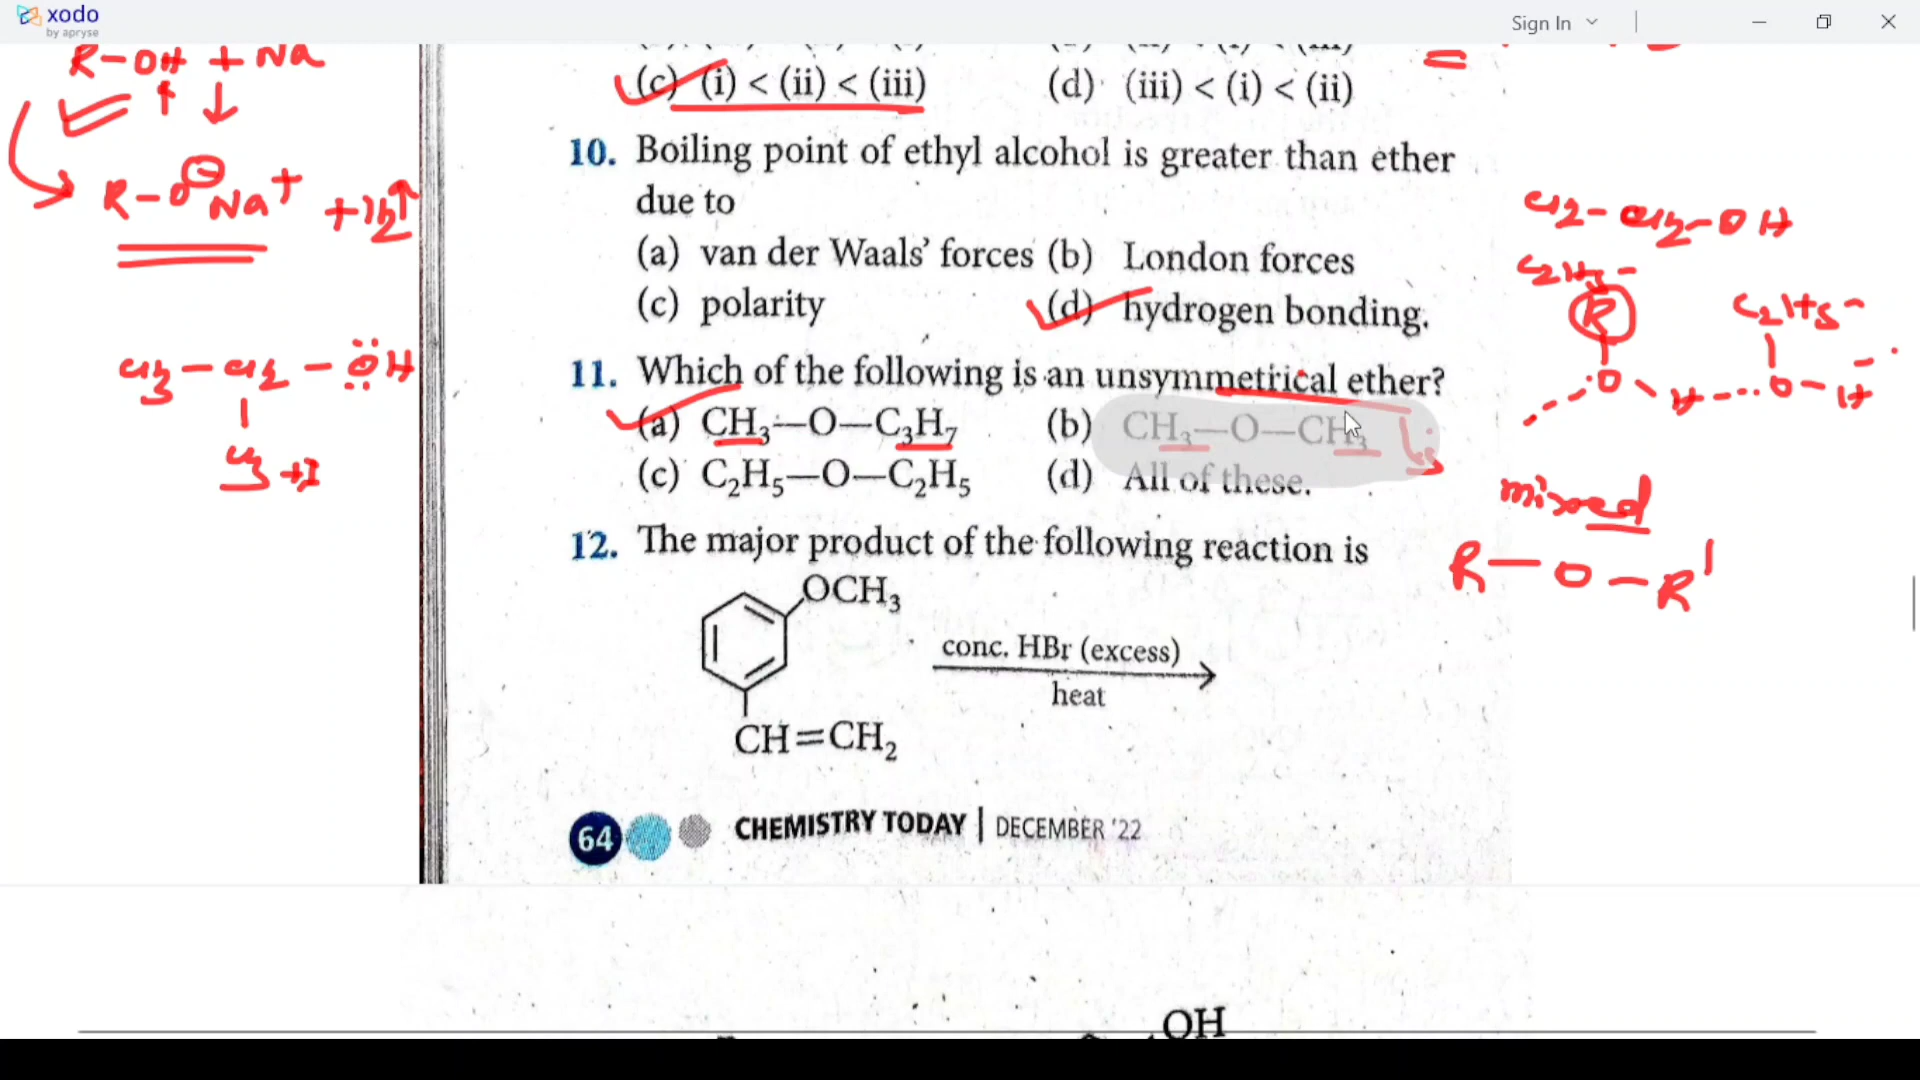 xodo
by apryse
Sign In
R-OH + Na
(c) (i) < (ii) < (iii)
(d) (iii) < (i) < (ii)
R-O⊖Na+ + H2↑
10. Boiling point of ethyl alcohol is greater than ether
due to
(a) van der Waals' forces (b) London forces
(c) polarity (d) hydrogen bonding.
CH3-CH2-OH
C2H5-
R
C2H5-
O-H---O-H
CH3-CH2-ÖH
CH3 +I
11. Which of the following is an unsymmetrical ether?
(a) CH3—O—C3H7 (b) CH3—O—CH3
(c) C2H5—O—C2H5 (d) All of these.
mixed
R-O-R'
12. The major product of the following reaction is
OCH3
conc. HBr (excess)
heat
CH=CH2
64 CHEMISTRY TODAY | DECEMBER '22
OH